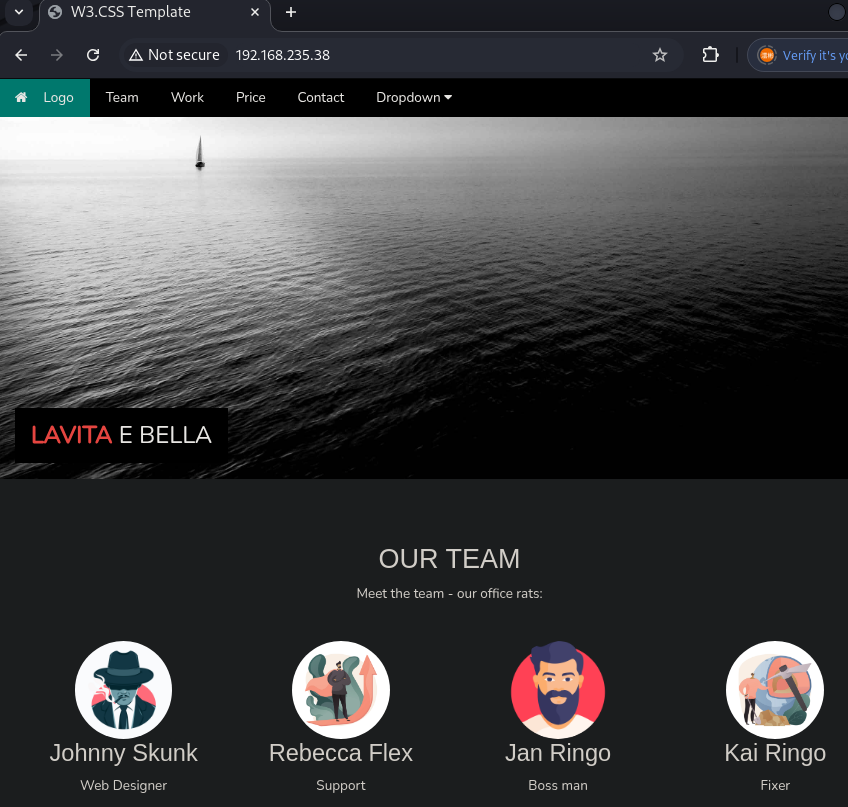 W3.CSS Template
Not secure 192.168.235.38 Verify it's yo
Logo Team Work Price Contact Dropdown
LAVITA E BELLA
OUR TEAM
Meet the team - our office rats:
Johnny Skunk Rebecca Flex Jan Ringo Kai Ringo
Web Designer Support Boss man Fixer